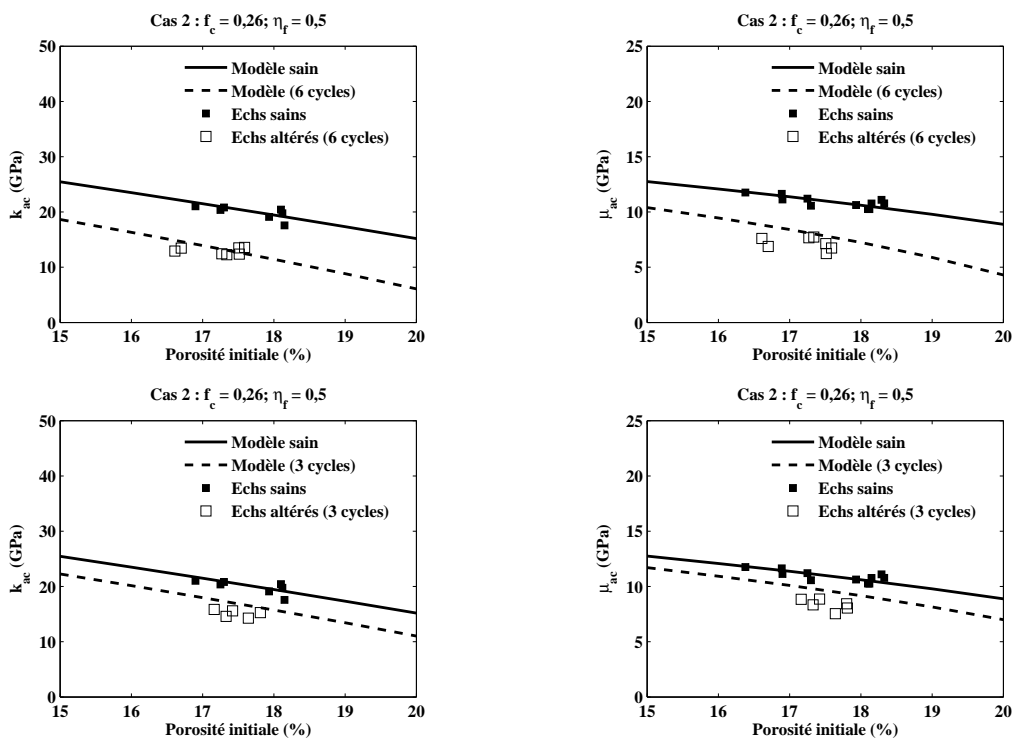 Cas 2 : f_c = 0,26; η_f = 0,5
50
40
30
20
10
0
k_ac (GPa)
Modèle sain
Modèle (6 cycles)
Echs sains
Echs altérés (6 cycles)
15 16 17 18 19 20
Porosité initiale (%)
Cas 2 : f_c = 0,26; η_f = 0,5
25
20
15
10
5
0
μ_ac (GPa)
Modèle sain
Modèle (6 cycles)
Echs sains
Echs altérés (6 cycles)
15 16 17 18 19 20
Porosité initiale (%)
Cas 2 : f_c = 0,26; η_f = 0,5
50
40
30
20
10
0
k_ac (GPa)
Modèle sain
Modèle (3 cycles)
Echs sains
Echs altérés (3 cycles)
15 16 17 18 19 20
Porosité initiale (%)
Cas 2 : f_c = 0,26; η_f = 0,5
25
20
15
10
5
0
μ_ac (GPa)
Modèle sain
Modèle (3 cycles)
Echs sains
Echs altérés (3 cycles)
15 16 17 18 19 20
Porosité initiale (%)